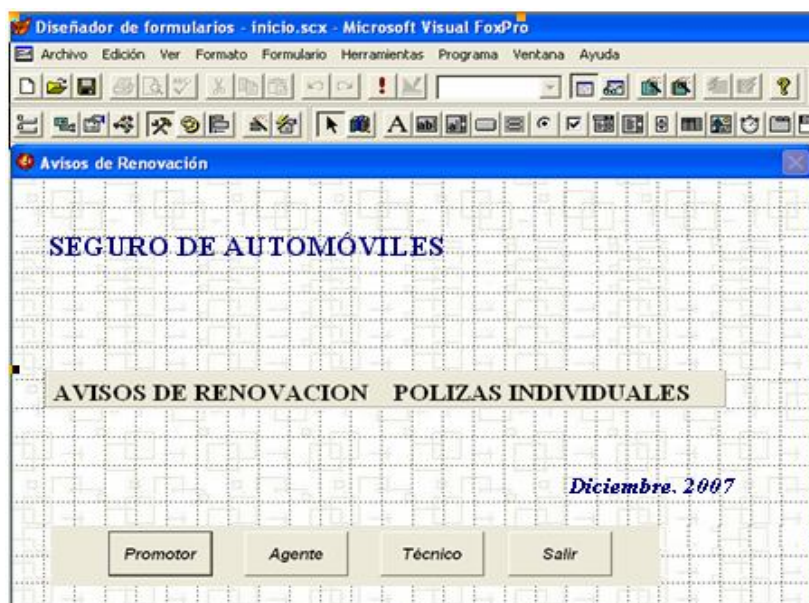 Diseñador de formularios - inicio.scx - Microsoft Visual FoxPro
Archivo Edición Ver Formato Formulario Herramientas Programa Ventana Ayuda
A ab
Avisos de Renovación
SEGURO DE AUTOMÓVILES
AVISOS DE RENOVACION POLIZAS INDIVIDUALES
Diciembre. 2007
Promotor Agente Técnico Salir